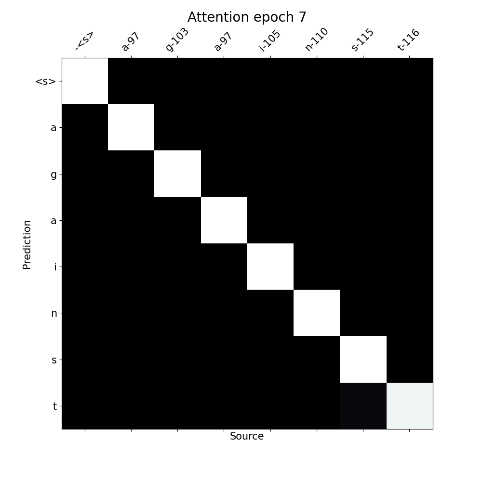 Attention epoch 7
-<s> a-97 g-103 a-97 i-105 n-110 s-115 t-116
<s>
a
g
a
i
n
s
t
Prediction
Source